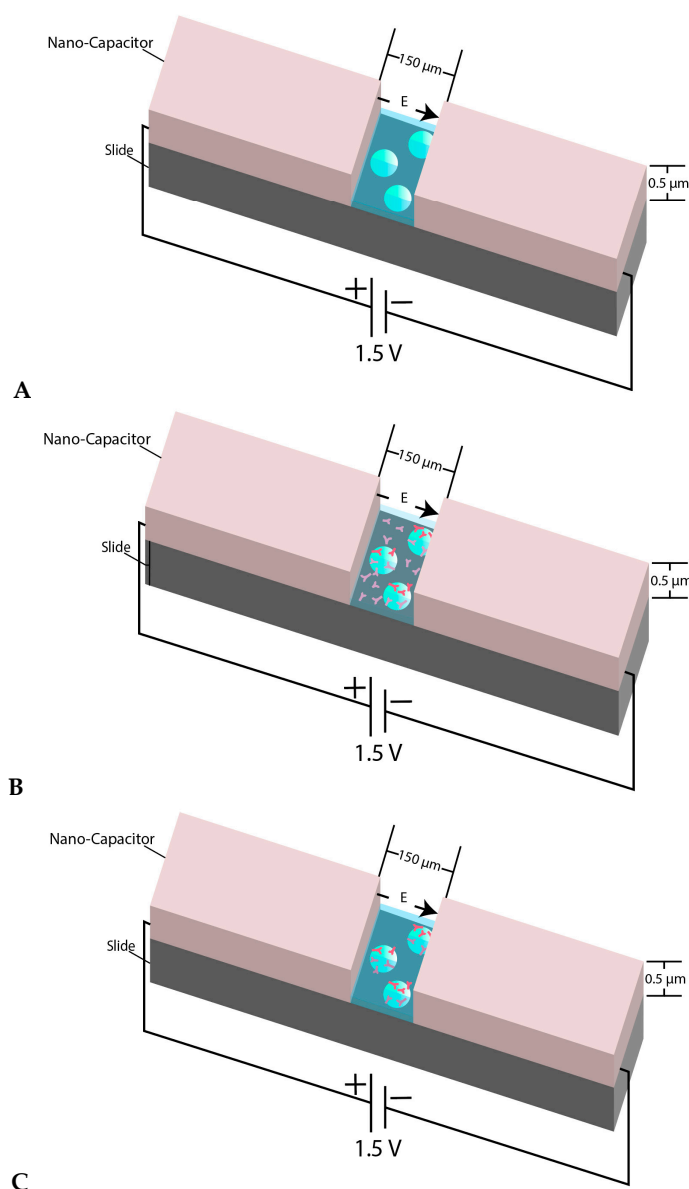 Nano-Capacitor
150 µm
E
Slide
0.5 µm
+ −
1.5 V
A
Nano-Capacitor
150 µm
E
Slide
0.5 µm
+ −
1.5 V
B
Nano-Capacitor
150 µm
E
Slide
0.5 µm
+ −
1.5 V
C